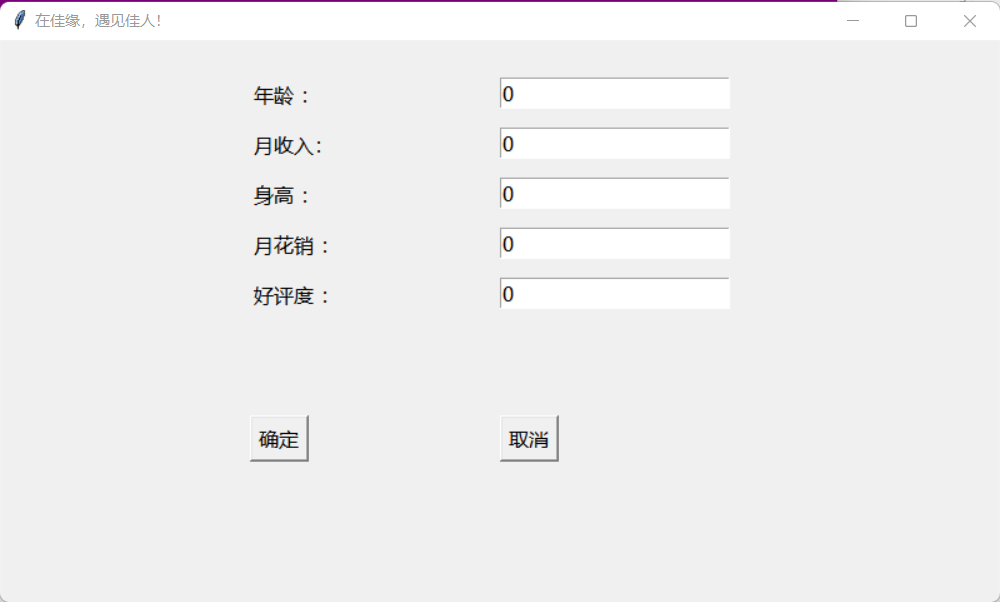 在佳缘，遇见佳人！
年龄： 0
月收入： 0
身高： 0
月花销： 0
好评度： 0
确定 取消